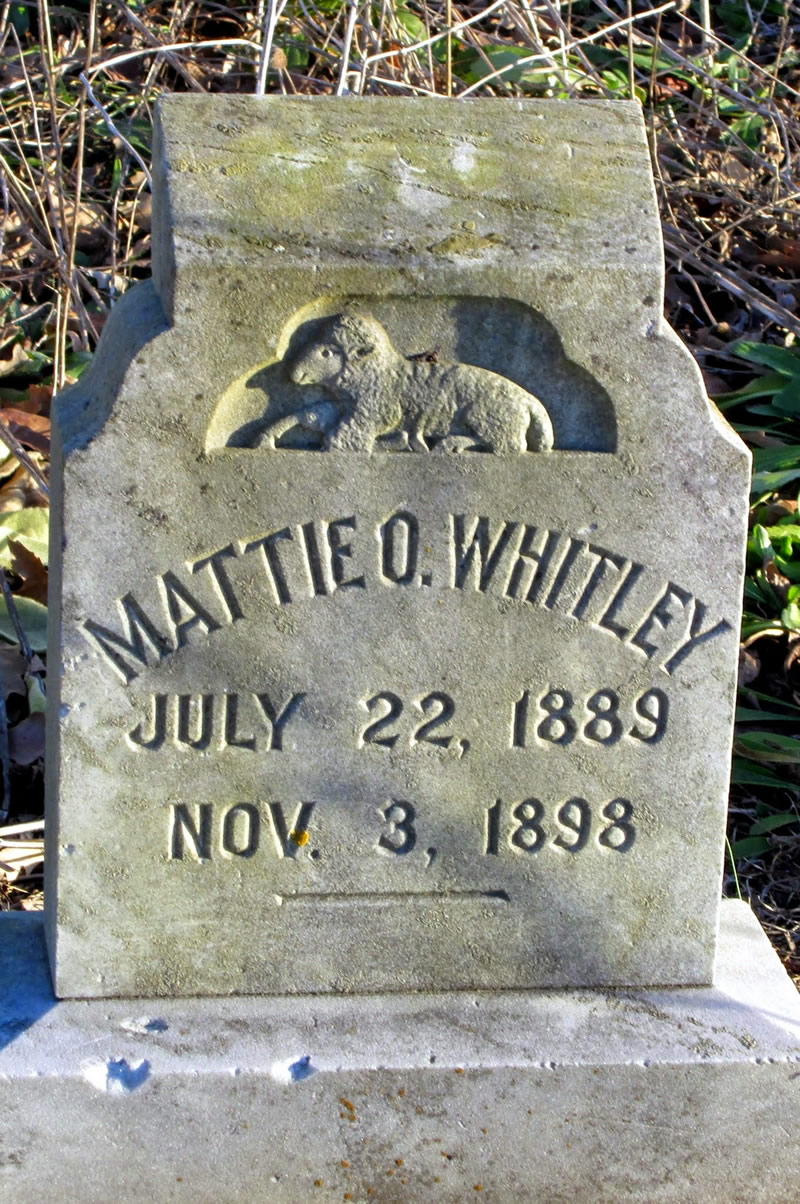 MATTIE O. WHITLEY
JULY 22, 1889
NOV. 3, 1898